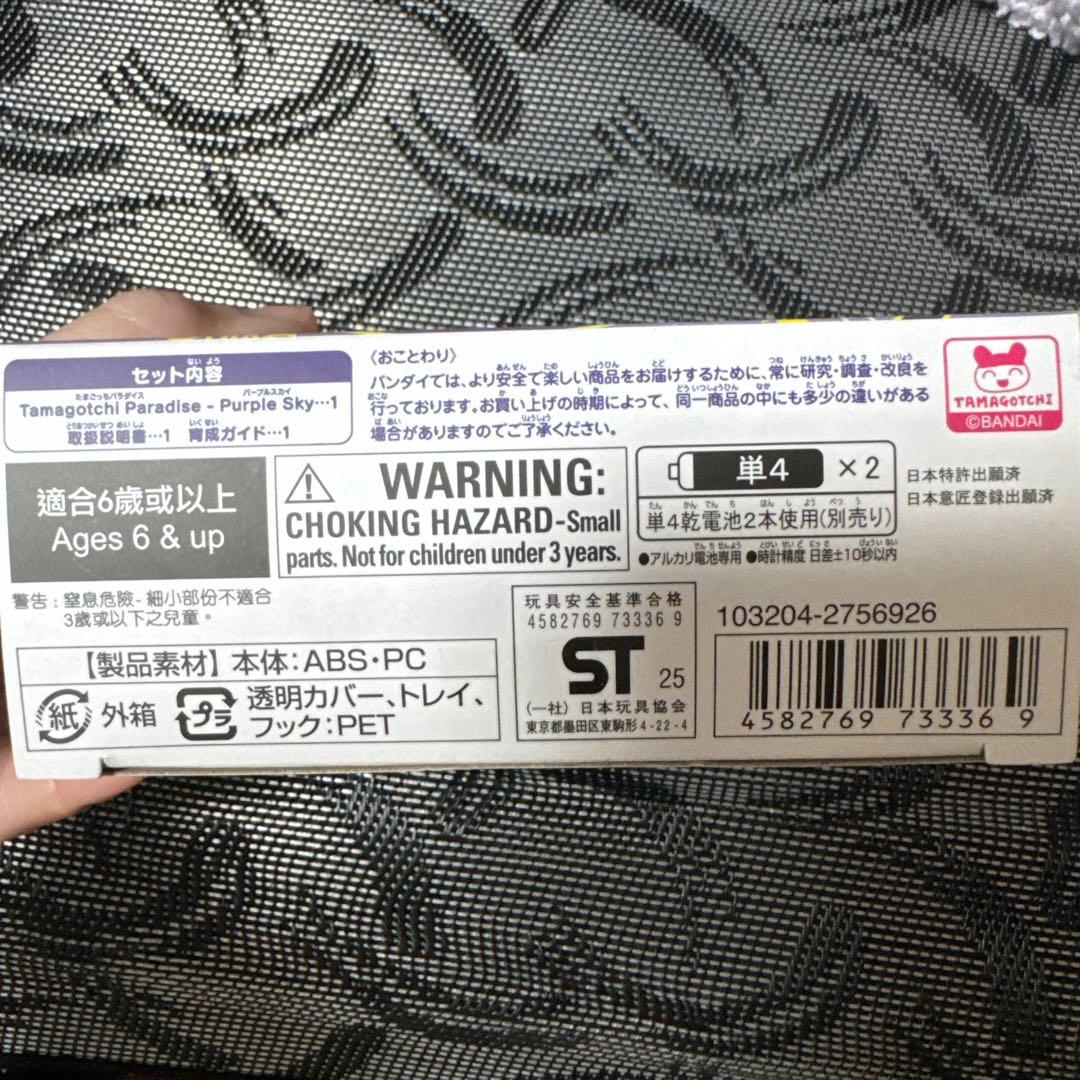 セット内容
Tamagotchi Paradise - Purple Sky…1
取扱説明書…1 育成ガイド…1
《おことわり》
バンダイでは、より安全で楽しい商品をお届けするために、常に研究・調査・改良を
行っております。お買い上げの時期によって、同一商品の中にも多少の違いがある
場合がありますのでご了承ください。
TAMAGOTCHI
©BANDAI
適合6歳或以上
Ages 6 & up
警告：窒息危險-細小部份不適合
3歲或以下之兒童。
WARNING:
CHOKING HAZARD-Small
parts. Not for children under 3 years.
単4 ×2
単4乾電池2本使用(別売り)
●アルカリ電池専用 ●時計精度 日差±10秒以内
日本特許出願済
日本意匠登録出願済
【製品素材】本体：ABS・PC
紙 外箱
プラ 透明カバー、トレイ、
フック：PET
玩具安全基準合格
4582769 73336 9
ST 25
(一社) 日本玩具協会
東京都墨田区東駒形4-22-4
103204-2756926
4582769 73336 9